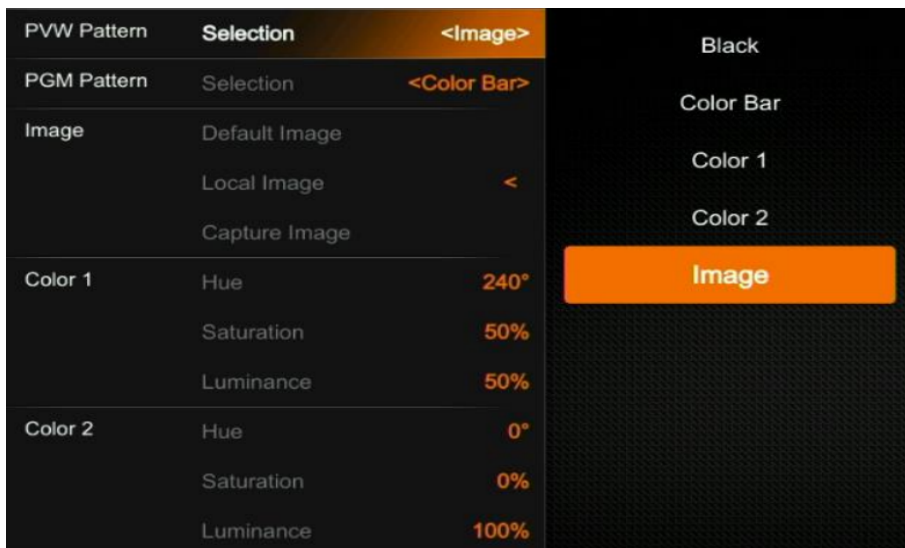 PVW Pattern Selection <Image>
PGM Pattern Selection <Color Bar>
Image Default Image
Local Image <
Capture Image
Color 1 Hue 240°
Saturation 50%
Luminance 50%
Color 2 Hue 0°
Saturation 0%
Luminance 100%
Black
Color Bar
Color 1
Color 2
Image